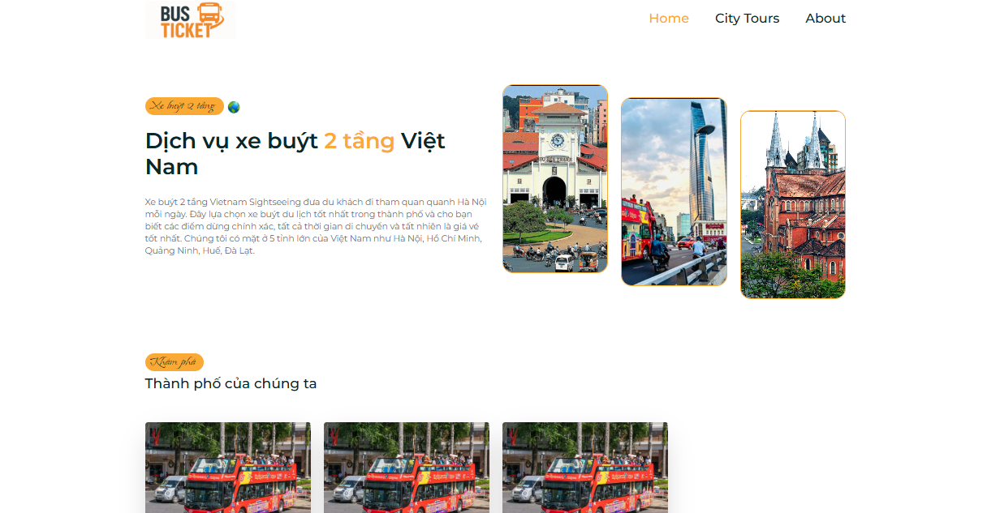 BUS
TICKET
Home
City Tours
About
Xe buýt 2 tầng
Dịch vụ xe buýt 2 tầng Việt
Nam
Xe buýt 2 tầng Vietnam Sightseeing đưa du khách đi tham quan quanh Hà Nội
mỗi ngày. Đây lựa chọn xe buýt du lịch tốt nhất trong thành phố và cho bạn
biết các điểm dừng chính xác, tất cả thời gian di chuyển và tất nhiên là giá vé
tốt nhất. Chúng tôi có mặt ở 5 tỉnh lớn của Việt Nam như Hà Nội, Hồ Chí Minh,
Quảng Ninh, Huế, Đà Lạt.
Khám phá
Thành phố của chúng ta